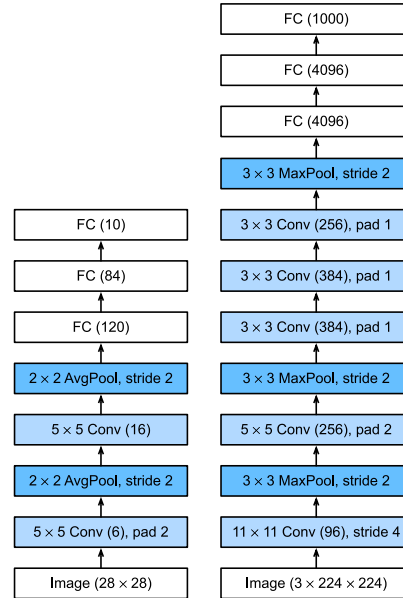 FC (10)
FC (84)
FC (120)
2 × 2 AvgPool, stride 2
5 × 5 Conv (16)
2 × 2 AvgPool, stride 2
5 × 5 Conv (6), pad 2
Image (28 × 28)
FC (1000)
FC (4096)
FC (4096)
3 × 3 MaxPool, stride 2
3 × 3 Conv (256), pad 1
3 × 3 Conv (384), pad 1
3 × 3 Conv (384), pad 1
3 × 3 MaxPool, stride 2
5 × 5 Conv (256), pad 2
3 × 3 MaxPool, stride 2
11 × 11 Conv (96), stride 4
Image (3 × 224 × 224)